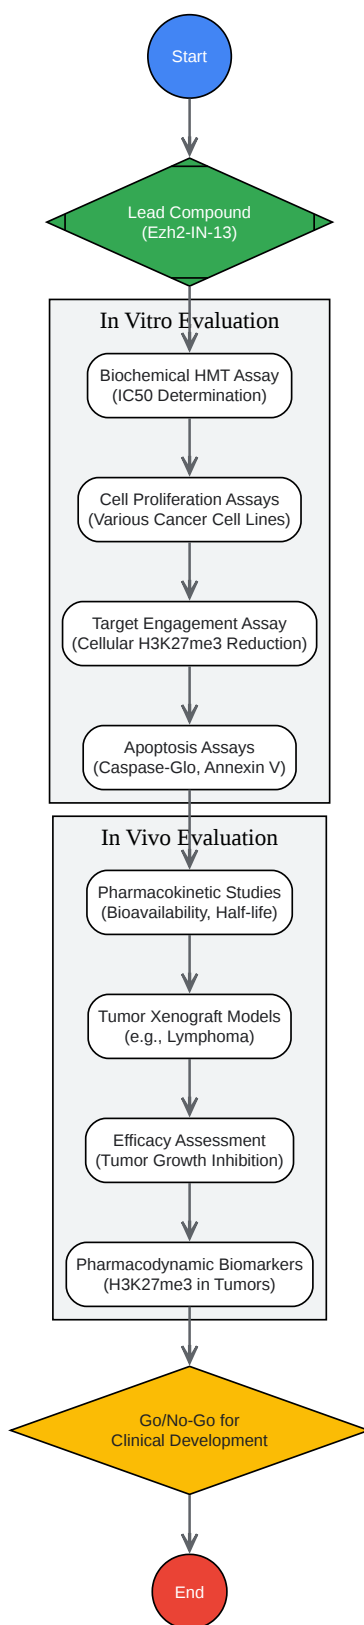 Start
Lead Compound
(Ezh2-IN-13)
In Vitro Evaluation
Biochemical HMT Assay
(IC50 Determination)
Cell Proliferation Assays
(Various Cancer Cell Lines)
Target Engagement Assay
(Cellular H3K27me3 Reduction)
Apoptosis Assays
(Caspase-Glo, Annexin V)
In Vivo Evaluation
Pharmacokinetic Studies
(Bioavailability, Half-life)
Tumor Xenograft Models
(e.g., Lymphoma)
Efficacy Assessment
(Tumor Growth Inhibition)
Pharmacodynamic Biomarkers
(H3K27me3 in Tumors)
Go/No-Go for
Clinical Development
End